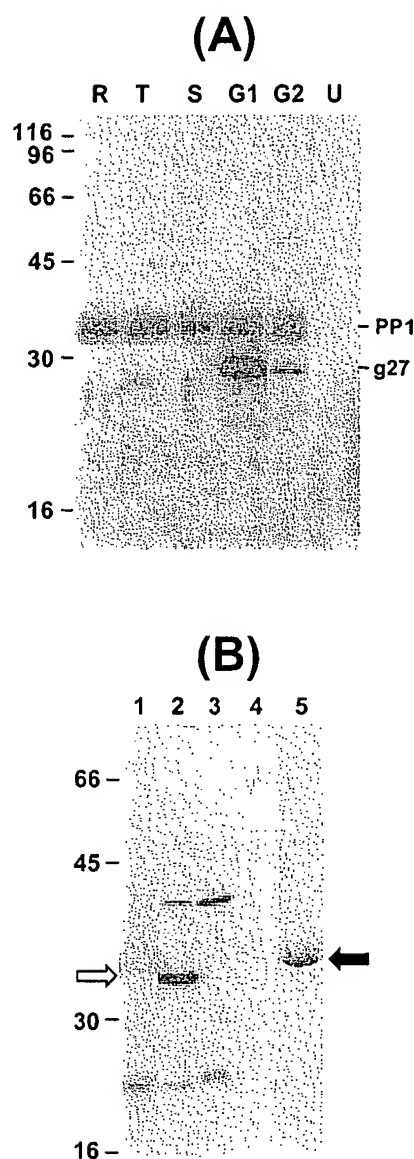 (A)
R T S G1 G2 U
116 –
96 –
66 –
45 –
– PP1
30 –
– g27
16 –
(B)
1 2 3 4 5
66 –
45 –
30 –
16 –